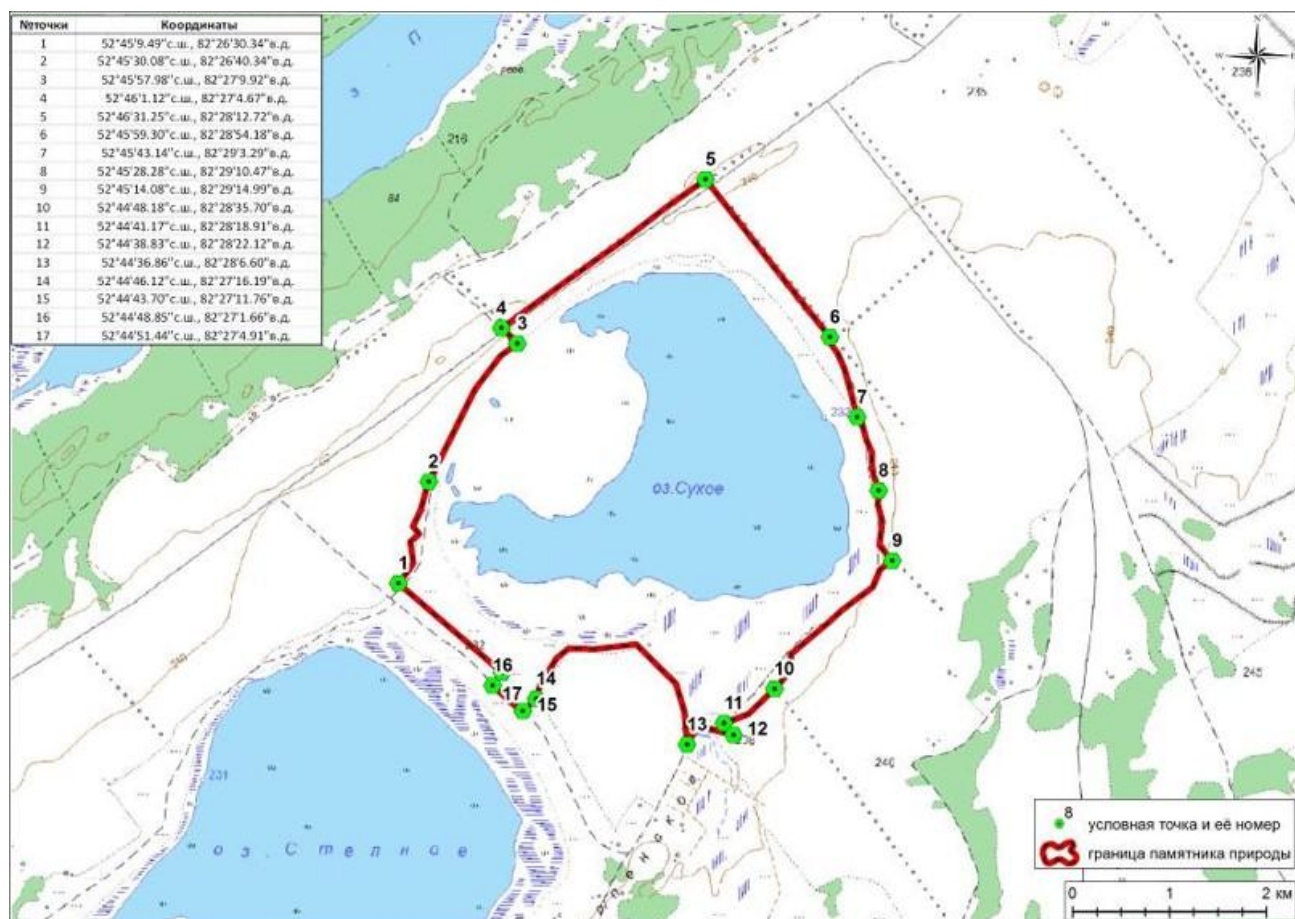 №точки Координаты
1 52°45'9.49"с.ш., 82°26'30.34"в.д.
2 52°45'30.08"с.ш., 82°26'40.34"в.д.
3 52°45'57.98"с.ш., 82°27'9.92"в.д.
4 52°46'1.12"с.ш., 82°27'4.67"в.д.
5 52°46'31.25"с.ш., 82°28'12.72"в.д.
6 52°45'59.30"с.ш., 82°28'54.18"в.д.
7 52°45'43.14"с.ш., 82°29'3.29"в.д.
8 52°45'28.28"с.ш., 82°29'10.47"в.д.
9 52°45'14.08"с.ш., 82°29'14.99"в.д.
10 52°44'48.18"с.ш., 82°28'35.70"в.д.
11 52°44'41.17"с.ш., 82°28'18.91"в.д.
12 52°44'38.83"с.ш., 82°28'22.12"в.д.
13 52°44'36.86"с.ш., 82°28'6.60"в.д.
14 52°44'46.12"с.ш., 82°27'16.19"в.д.
15 52°44'43.70"с.ш., 82°27'11.76"в.д.
16 52°44'48.85"с.ш., 82°27'1.66"в.д.
17 52°44'51.44"с.ш., 82°27'4.91"в.д.
N
W E
S
236
235
216
84
5
240
4
3
6
240
7
232
2
8
оз.Сухое
9
1
232
16
17
14
15
10
11
12
13
245
240
231
оз. Степное
8 условная точка и её номер
граница памятника природы
0 1 2 км